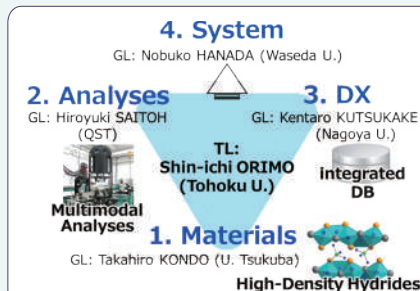 4. System
GL: Nobuko HANADA (Waseda U.)
2. Analyses
GL: Hiroyuki SAITOH
(QST)
Multimodal
Analyses
3. DX
GL: Kentaro KUTSUKAKE
(Nagoya U.)
integrated
DB
TL:
Shin-ichi ORIMO
(Tohoku U.)
1. Materials
GL: Takahiro KONDO (U. Tsukuba)
High-Density Hydrides